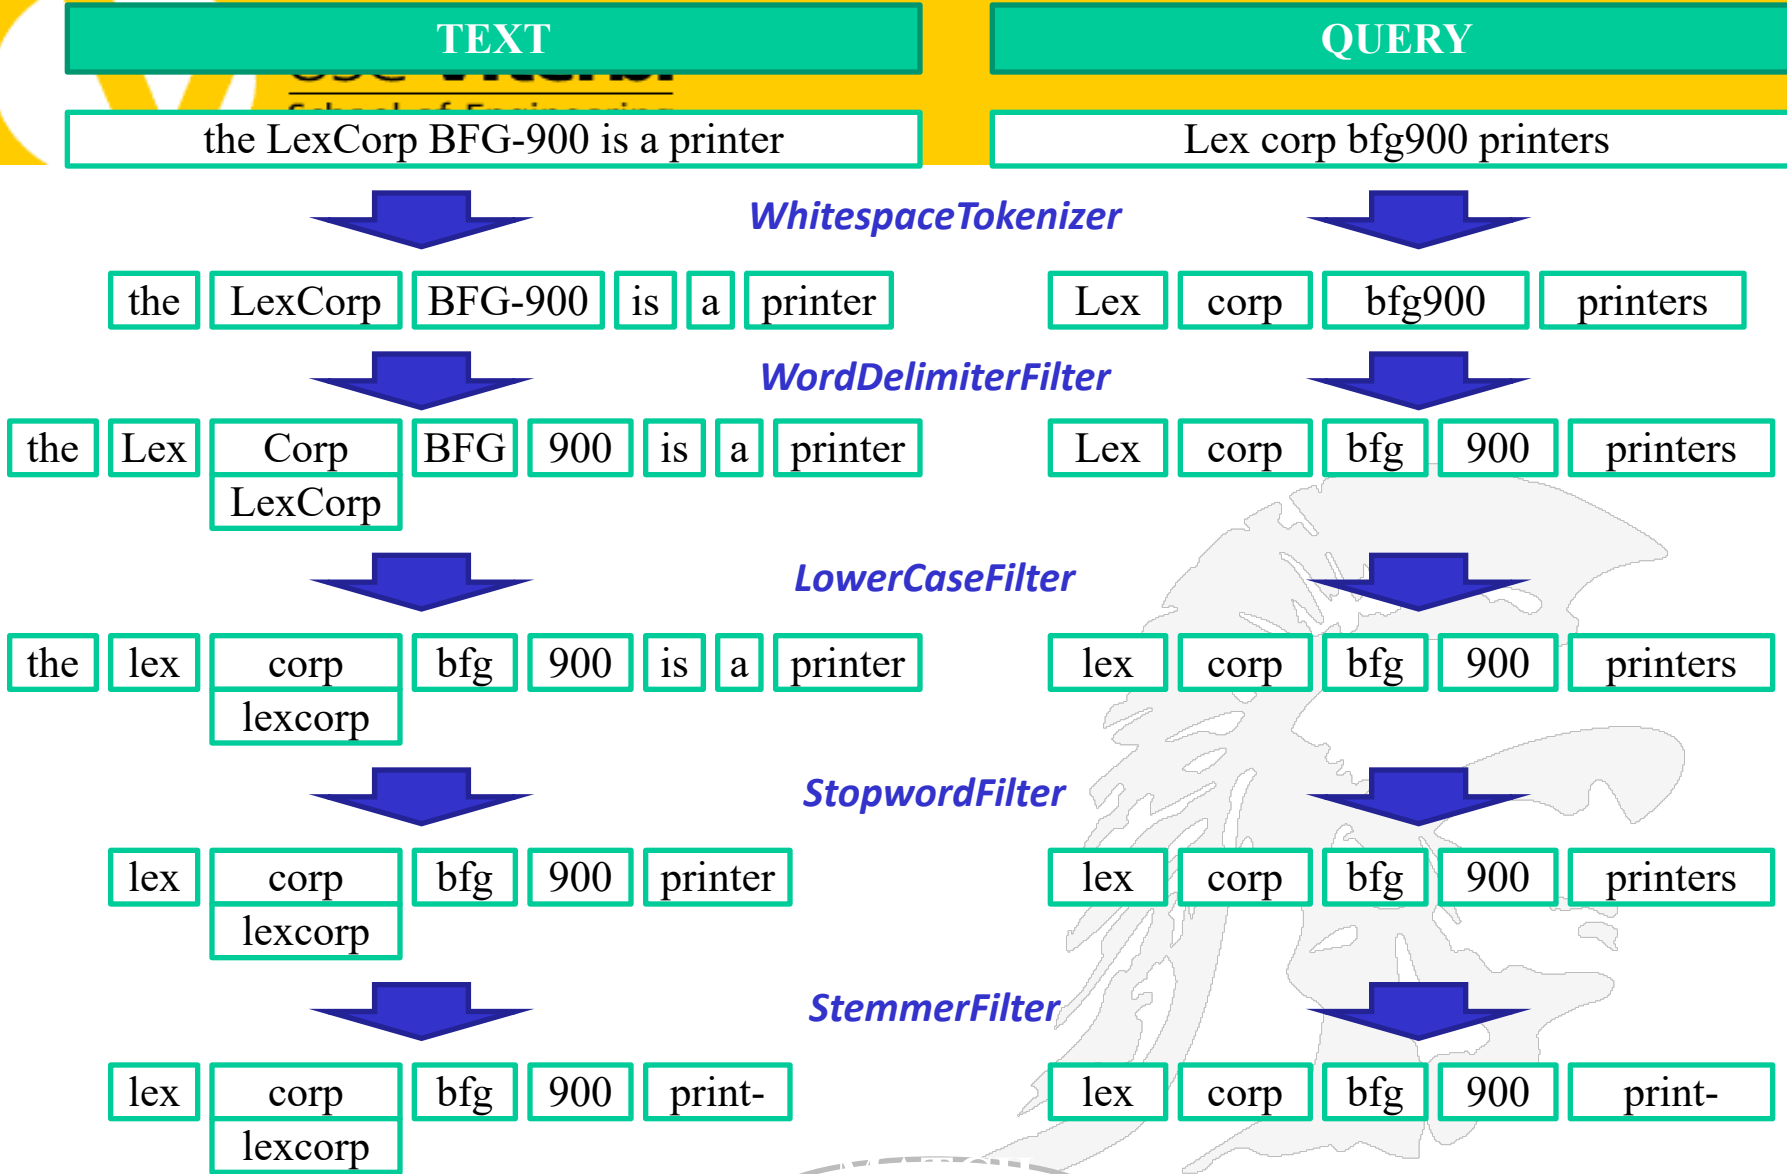 TEXT
QUERY
the LexCorp BFG-900 is a printer
Lex corp bfg900 printers
WhitespaceTokenizer
the LexCorp BFG-900 is a printer
Lex corp bfg900 printers
WordDelimiterFilter
the Lex Corp BFG 900 is a printer
LexCorp
Lex corp bfg 900 printers
LowerCaseFilter
the lex corp bfg 900 is a printer
lexcorp
lex corp bfg 900 printers
StopwordFilter
lex corp bfg 900 printer
lexcorp
lex corp bfg 900 printers
StemmerFilter
lex corp bfg 900 print-
lexcorp
lex corp bfg 900 print-